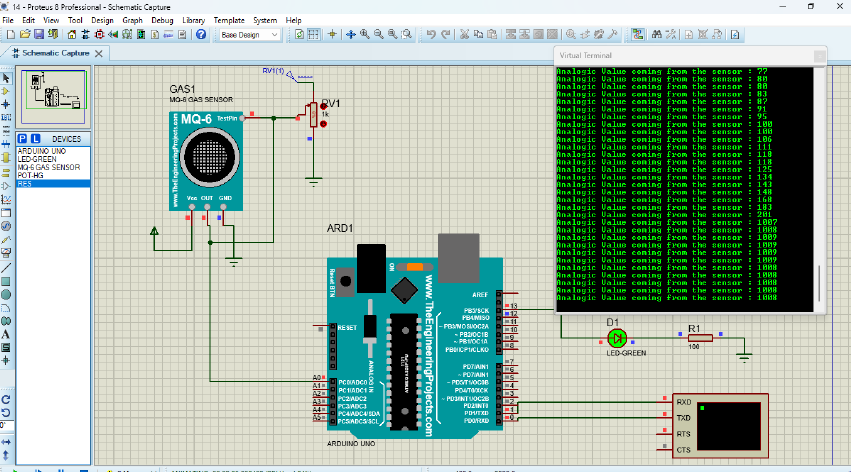 14 - Proteus 8 Professional - Schematic Capture
File Edit View Tool Design Graph Debug Library Template System Help
Base Design
Schematic Capture
Virtual Terminal
P L DEVICES
ARDUINO UNO
LED-GREEN
MQ-6 GAS SENSOR
POT-HG
RES
RV1(1)
GAS1
MQ-6 GAS SENSOR
MQ-6 TestPin
www.TheEngineeringProjects.com
Vcc OUT GND
RV1
1k
Analogic Value coming from the sensor : 77
Analogic Value coming from the sensor : 80
Analogic Value coming from the sensor : 80
Analogic Value coming from the sensor : 83
Analogic Value coming from the sensor : 87
Analogic Value coming from the sensor : 91
Analogic Value coming from the sensor : 95
Analogic Value coming from the sensor : 100
Analogic Value coming from the sensor : 100
Analogic Value coming from the sensor : 106
Analogic Value coming from the sensor : 111
Analogic Value coming from the sensor : 118
Analogic Value coming from the sensor : 118
Analogic Value coming from the sensor : 125
Analogic Value coming from the sensor : 134
Analogic Value coming from the sensor : 143
Analogic Value coming from the sensor : 148
Analogic Value coming from the sensor : 160
Analogic Value coming from the sensor : 183
Analogic Value coming from the sensor : 201
Analogic Value coming from the sensor : 1007
Analogic Value coming from the sensor : 1008
Analogic Value coming from the sensor : 1009
Analogic Value coming from the sensor : 1009
Analogic Value coming from the sensor : 1009
Analogic Value coming from the sensor : 1009
Analogic Value coming from the sensor : 1008
Analogic Value coming from the sensor : 1008
Analogic Value coming from the sensor : 1008
Analogic Value coming from the sensor : 1008
ARD1
Reset BTN
ON
www.TheEngineeringProjects.com
ANALOG IN
RESET
AREF
PB5/SCK 13
PB4/MISO 12
~ PB3/MOSI/OC2A 11
~ PB2/OC1B 10
~ PB1/OC1A 9
PB0/ICP1/CLKO 8
PD7/AIN1 7
~ PD6/AIN1 6
~ PD5/T1/OC0B 5
PD4/T0/XCK 4
~ PD3/INT1/OC2B 3
PD2/INT0 2
PD1/TXD 1
PD0/RXD 0
A0 PC0/ADC0
A1 PC1/ADC1
A2 PC2/ADC2
A3 PC3/ADC3
A4 PC4/ADC4/SDA
A5 PC5/ADC5/SCL
ARDUINO UNO
D1
LED-GREEN
R1
100
RXD
TXD
RTS
CTS